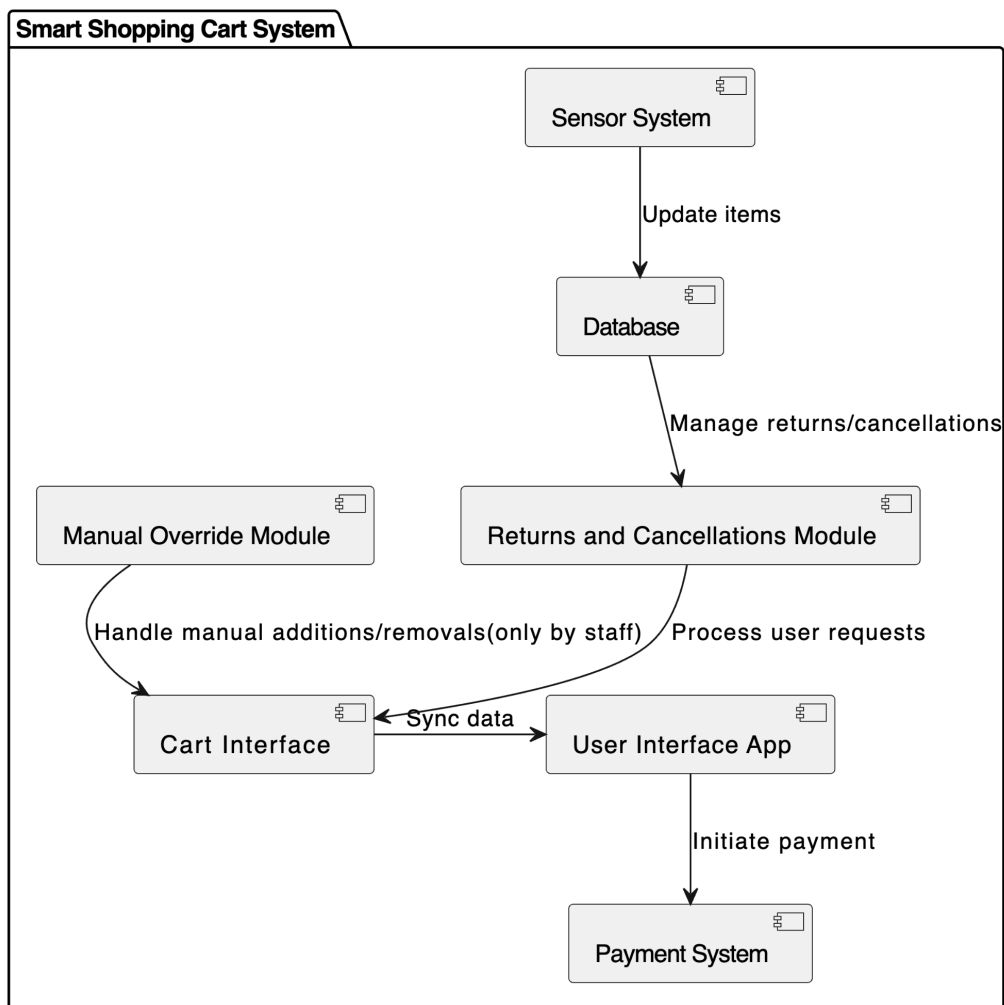 Smart Shopping Cart System
Sensor System
Update items
Database
Manage returns/cancellations
Manual Override Module
Returns and Cancellations Module
Handle manual additions/removals(only by staff)
Process user requests
Sync data
Cart Interface
User Interface App
Initiate payment
Payment System